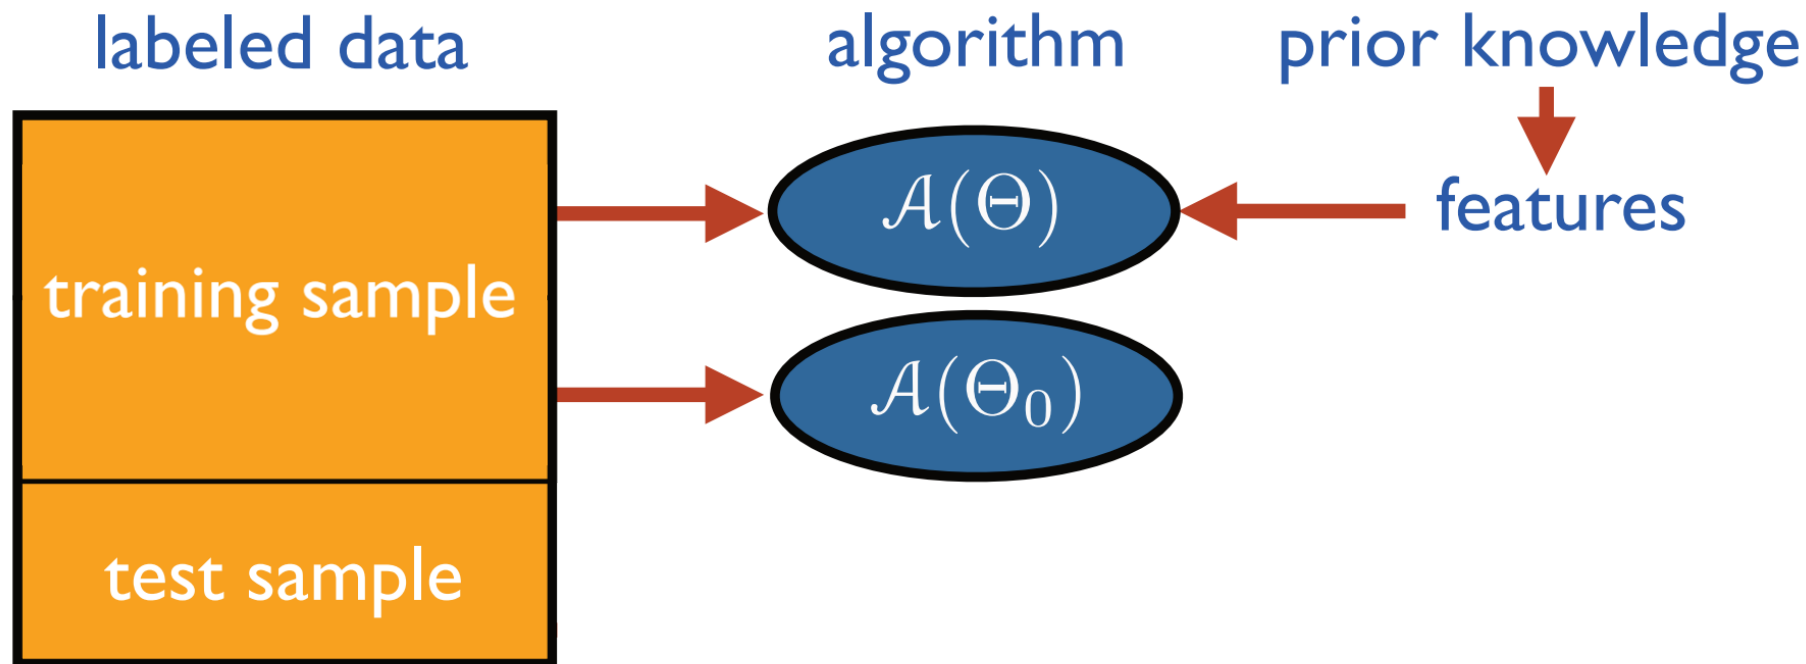 labeled data
algorithm
prior knowledge
𝒜(Θ)
features
training sample
𝒜(Θ₀)
test sample